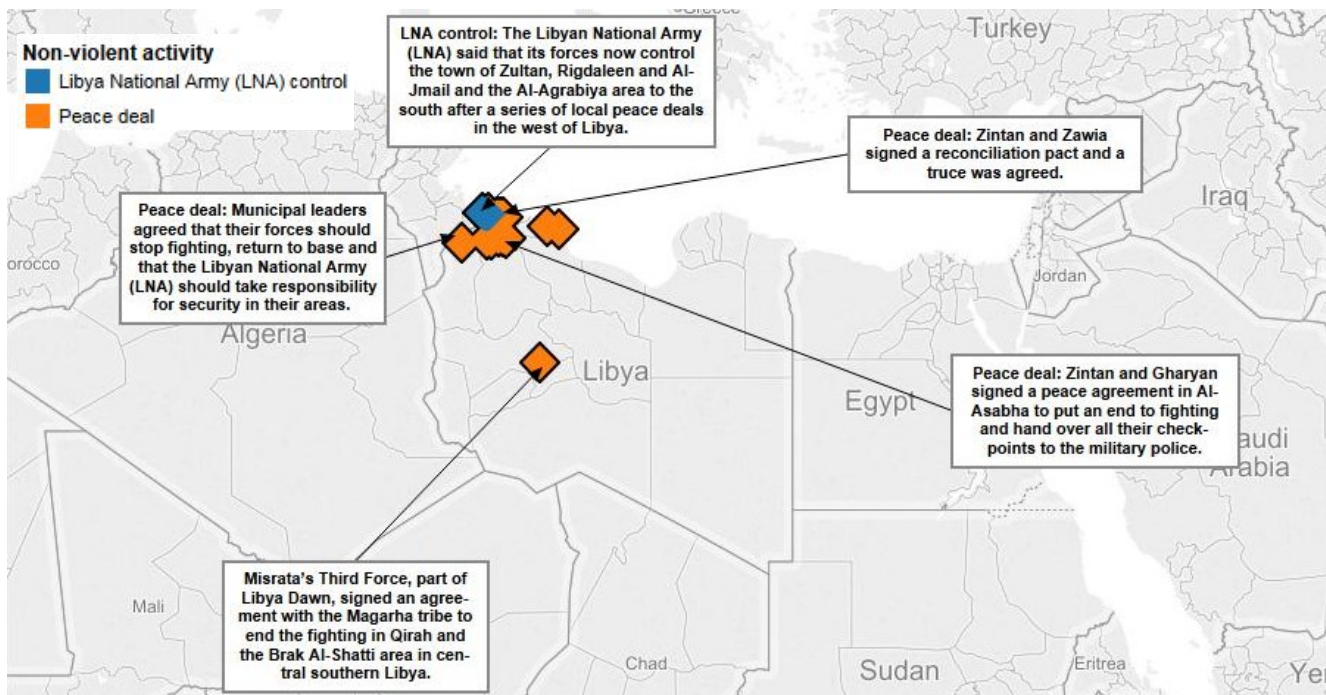 Greece
Turkey
Non-violent activity
Libya National Army (LNA) control
Peace deal
LNA control: The Libyan National Army
(LNA) said that its forces now control
the town of Zultan, Rigdaleen and Al-
Jmail and the Al-Agrabiya area to the
south after a series of local peace deals
in the west of Libya.
Peace deal: Zintan and Zawia
signed a reconciliation pact and a
truce was agreed.
Iraq
Peace deal: Municipal leaders
agreed that their forces should
stop fighting, return to base and
that the Libyan National Army
(LNA) should take responsibility
for security in their areas.
orocco
Jordan
Algeria
Libya
Egypt
Peace deal: Zintan and Gharyan
signed a peace agreement in Al-
Asabha to put an end to fighting
and hand over all their check-
points to the military police.
audi
Arabia
Misrata's Third Force, part of
Libya Dawn, signed an agree-
ment with the Magarha tribe to
end the fighting in Qirah and
the Brak Al-Shatti area in cen-
tral southern Libya.
Mali
Chad
Sudan
Eritrea
Yer